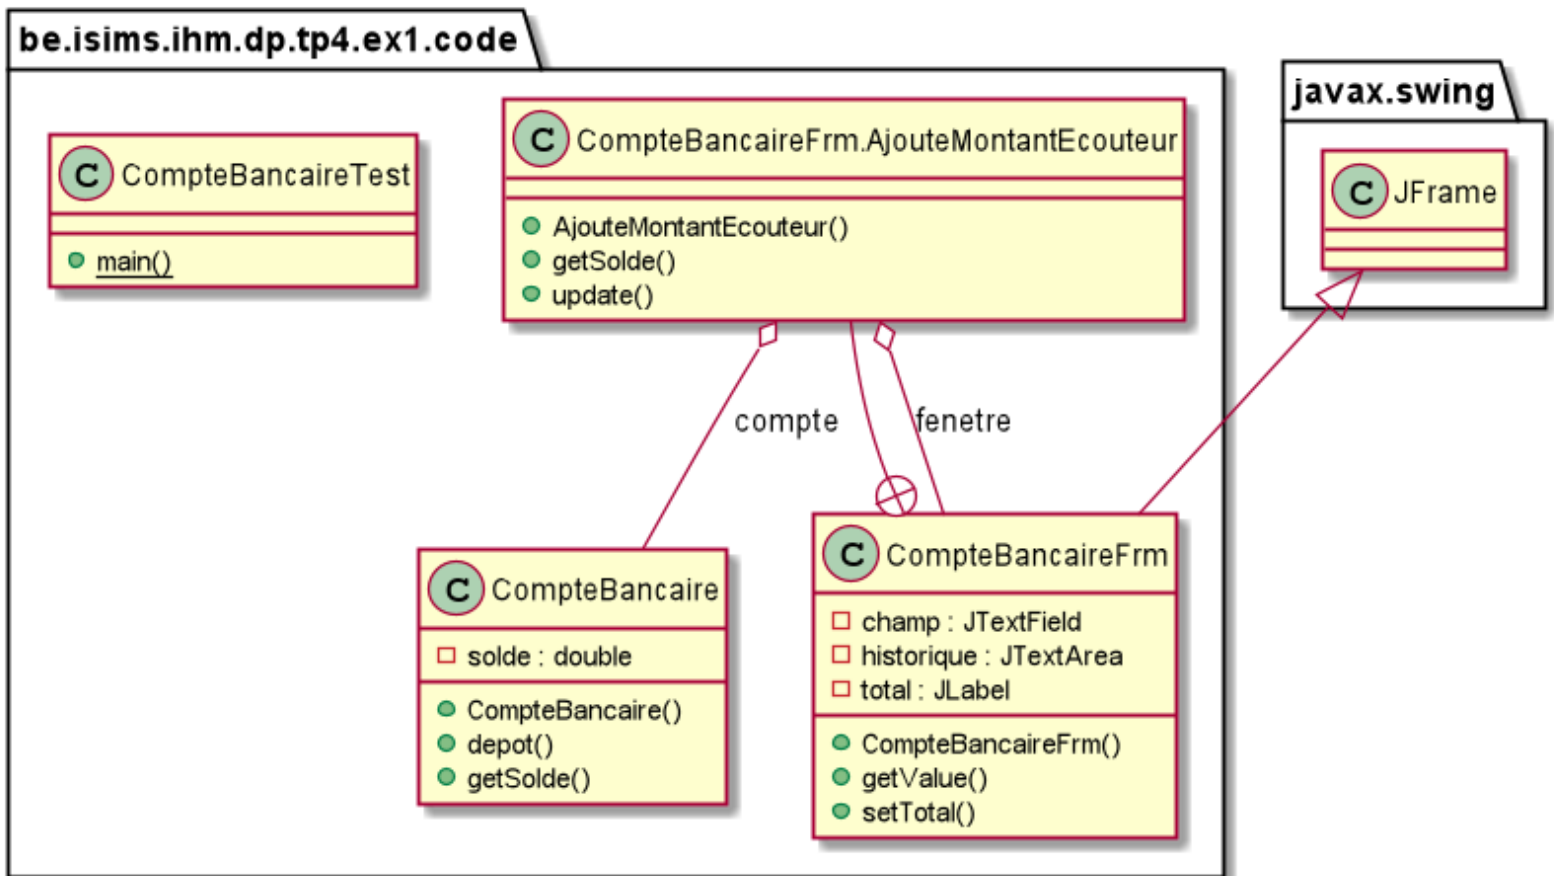 be.isims.ihm.dp.tp4.ex1.code
C CompteBancaireTest
main()
C CompteBancaireFrm.AjouteMontantEcouteur
AjouteMontantEcouteur()
getSolde()
update()
javax.swing
C JFrame
compte
fenetre
C CompteBancaire
solde : double
CompteBancaire()
depot()
getSolde()
C CompteBancaireFrm
champ : JTextField
historique : JTextArea
total : JLabel
CompteBancaireFrm()
getValue()
setTotal()